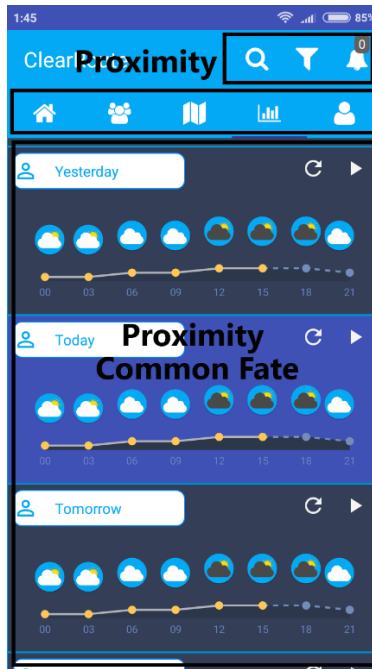 1:45 85%
Clear Proximity 0
Yesterday
00 03 06 09 12 15 18 21
Today Proximity
Common Fate
00 03 06 09 12 15 18 21
Tomorrow
00 03 06 09 12 15 18 21